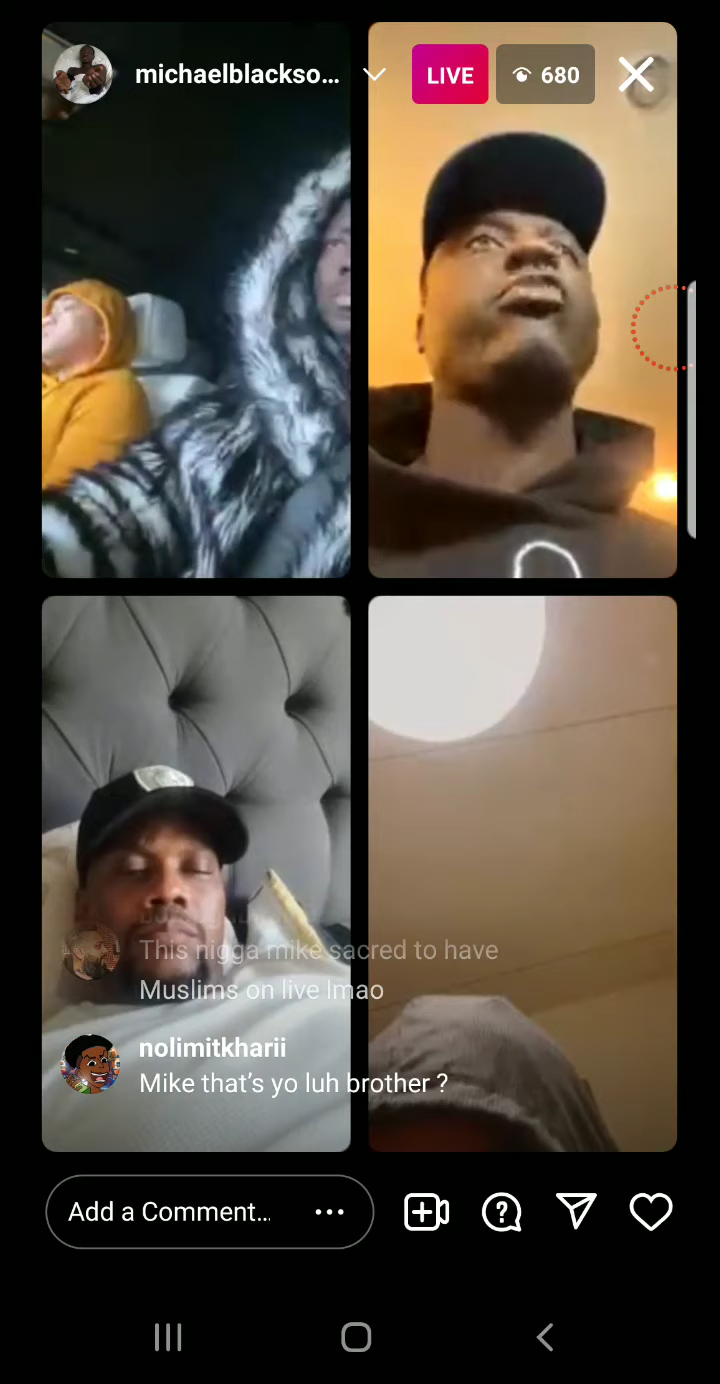 michaelblackso...
LIVE
680
This nigga mike sacred to have
Muslims on live lmao
nolimitkharii
Mike that's yo luh brother ?
Add a Comment...